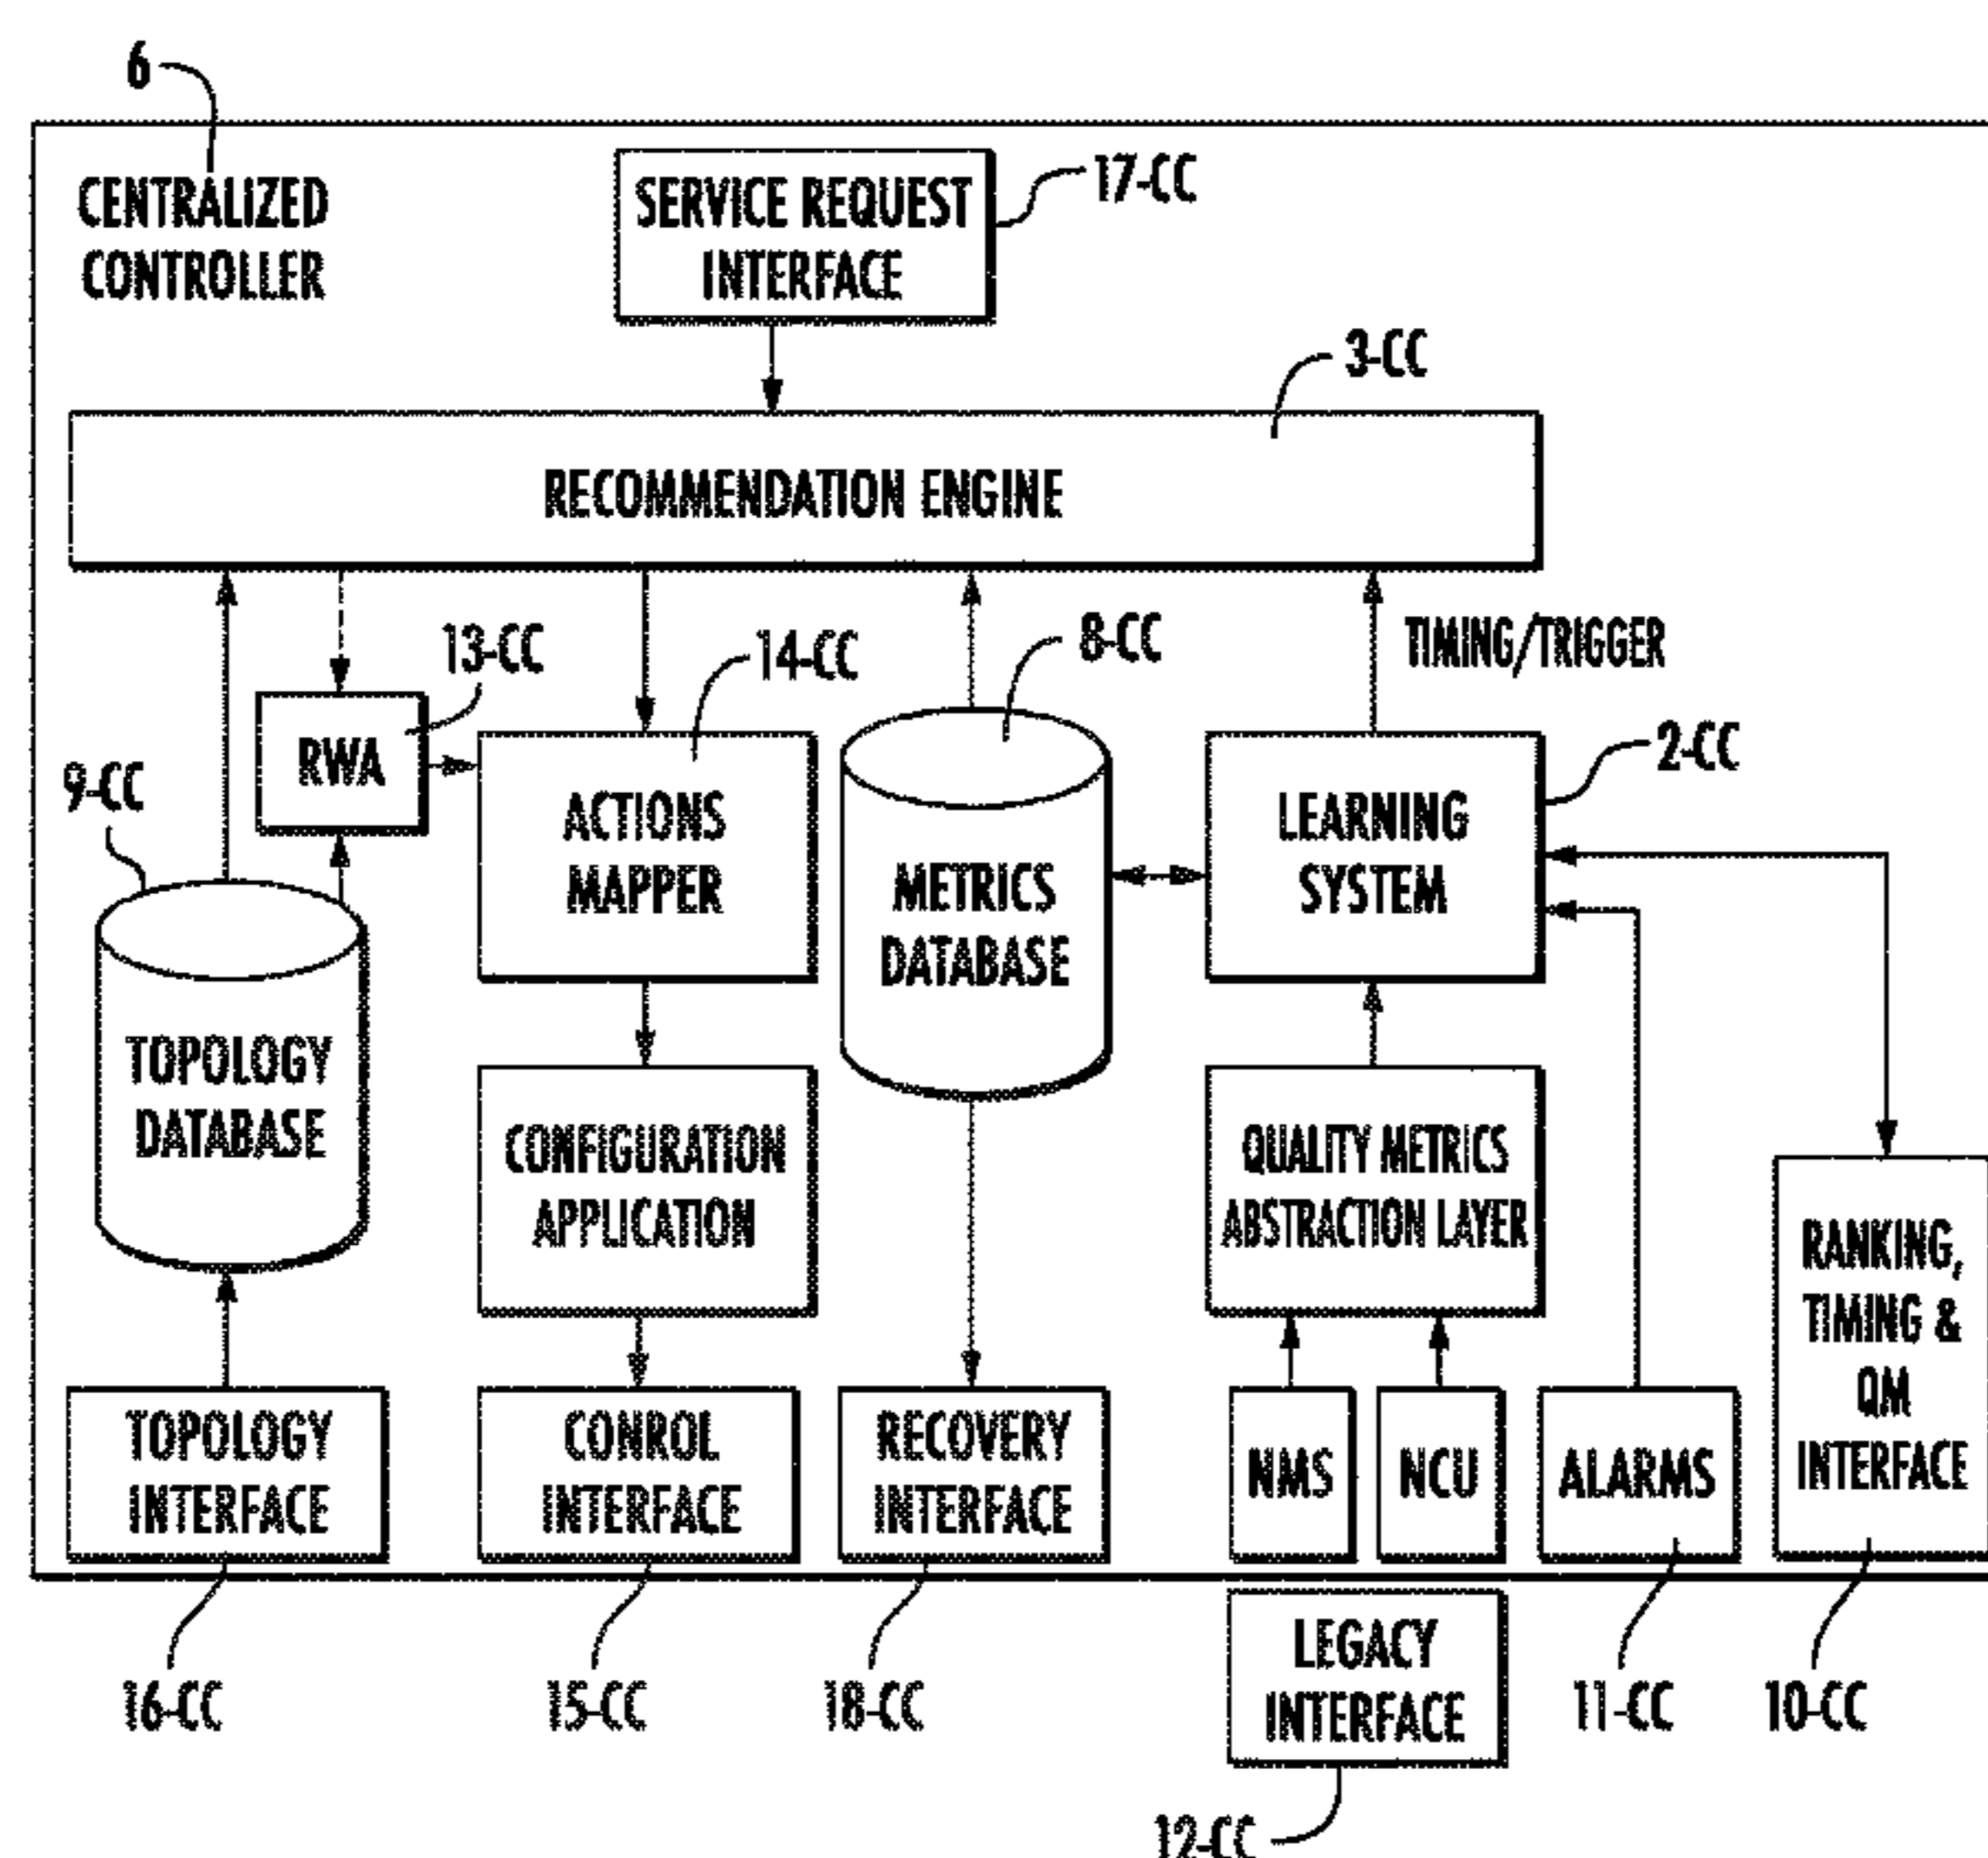 6
CENTRALIZED
CONTROLLER
SERVICE REQUEST
INTERFACE
17-CC
3-CC
RECOMMENDATION ENGINE
13-CC
14-CC
8-CC
TIMING/TRIGGER
9-CC
RWA
ACTIONS
MAPPER
METRICS
DATABASE
LEARNING
SYSTEM
2-CC
TOPOLOGY
DATABASE
CONFIGURATION
APPLICATION
QUALITY METRICS
ABSTRACTION LAYER
RANKING,
TIMING &
QM
INTERFACE
TOPOLOGY
INTERFACE
CONROL
INTERFACE
RECOVERY
INTERFACE
NMS
NCU
ALARMS
16-CC
15-CC
18-CC
LEGACY
INTERFACE
11-CC
10-CC
12-CC